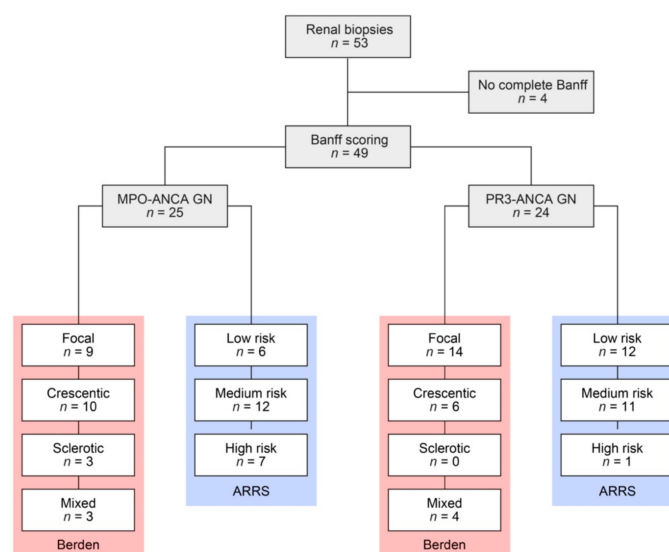 Renal biopsies
n = 53
No complete Banff
n = 4
Banff scoring
n = 49
MPO-ANCA GN
n = 25
PR3-ANCA GN
n = 24
Focal
n = 9
Crescentic
n = 10
Sclerotic
n = 3
Mixed
n = 3
Berden
Low risk
n = 6
Medium risk
n = 12
High risk
n = 7
ARRS
Focal
n = 14
Crescentic
n = 6
Sclerotic
n = 0
Mixed
n = 4
Berden
Low risk
n = 12
Medium risk
n = 11
High risk
n = 1
ARRS